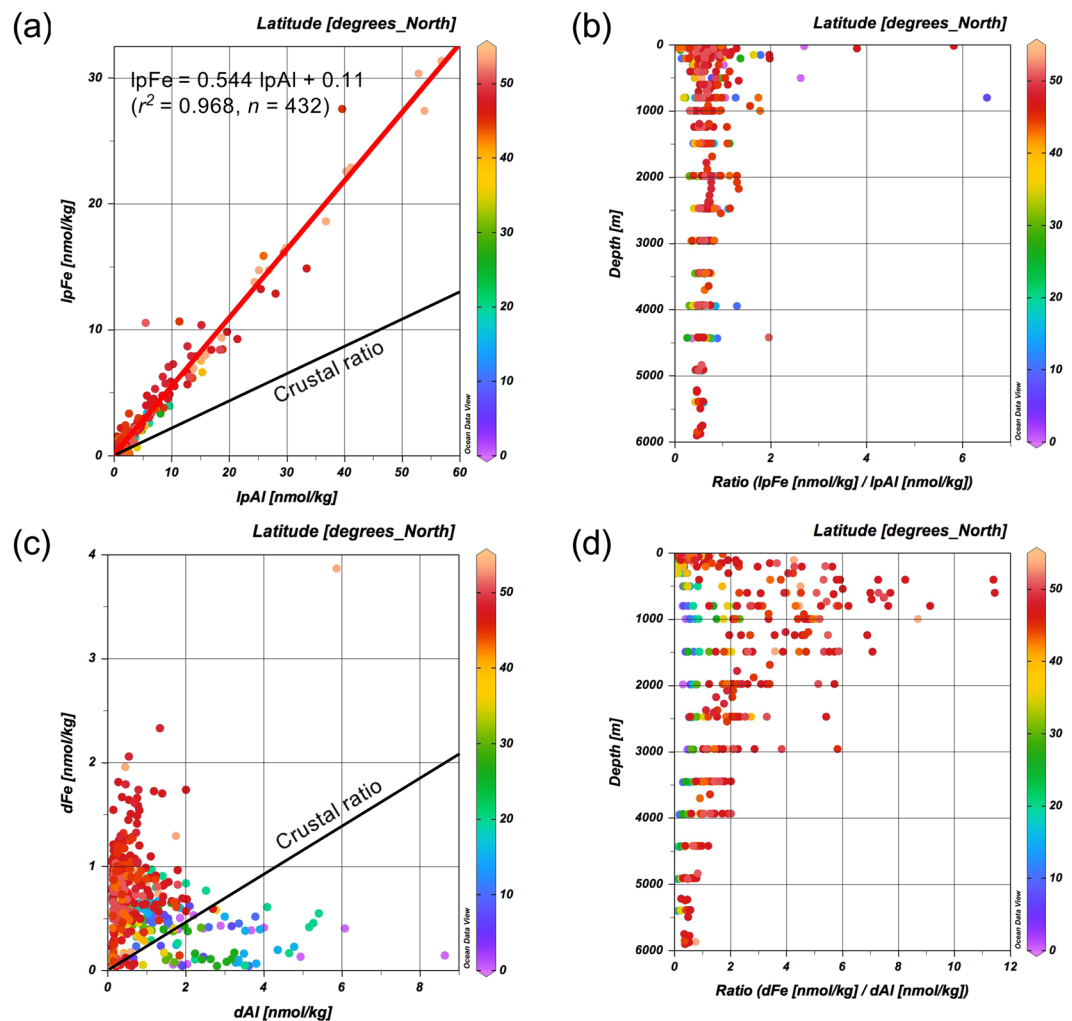 (a)
Latitude [degrees_North]
lpFe = 0.544 lpAl + 0.11
(r² = 0.968, n = 432)
Crustal ratio
lpFe [nmol/kg]
30
20
10
0
0
10
20
30
40
50
60
lpAl [nmol/kg]
50
40
30
20
10
0
Ocean Data View
(b)
Latitude [degrees_North]
Depth [m]
0
1000
2000
3000
4000
5000
6000
0
2
4
6
Ratio (lpFe [nmol/kg] / lpAl [nmol/kg])
50
40
30
20
10
0
Ocean Data View
(c)
Latitude [degrees_North]
Crustal ratio
dFe [nmol/kg]
4
3
2
1
0
0
2
4
6
8
dAl [nmol/kg]
50
40
30
20
10
0
Ocean Data View
(d)
Latitude [degrees_North]
Depth [m]
0
1000
2000
3000
4000
5000
6000
0
2
4
6
8
10
12
Ratio (dFe [nmol/kg] / dAl [nmol/kg])
50
40
30
20
10
0
Ocean Data View